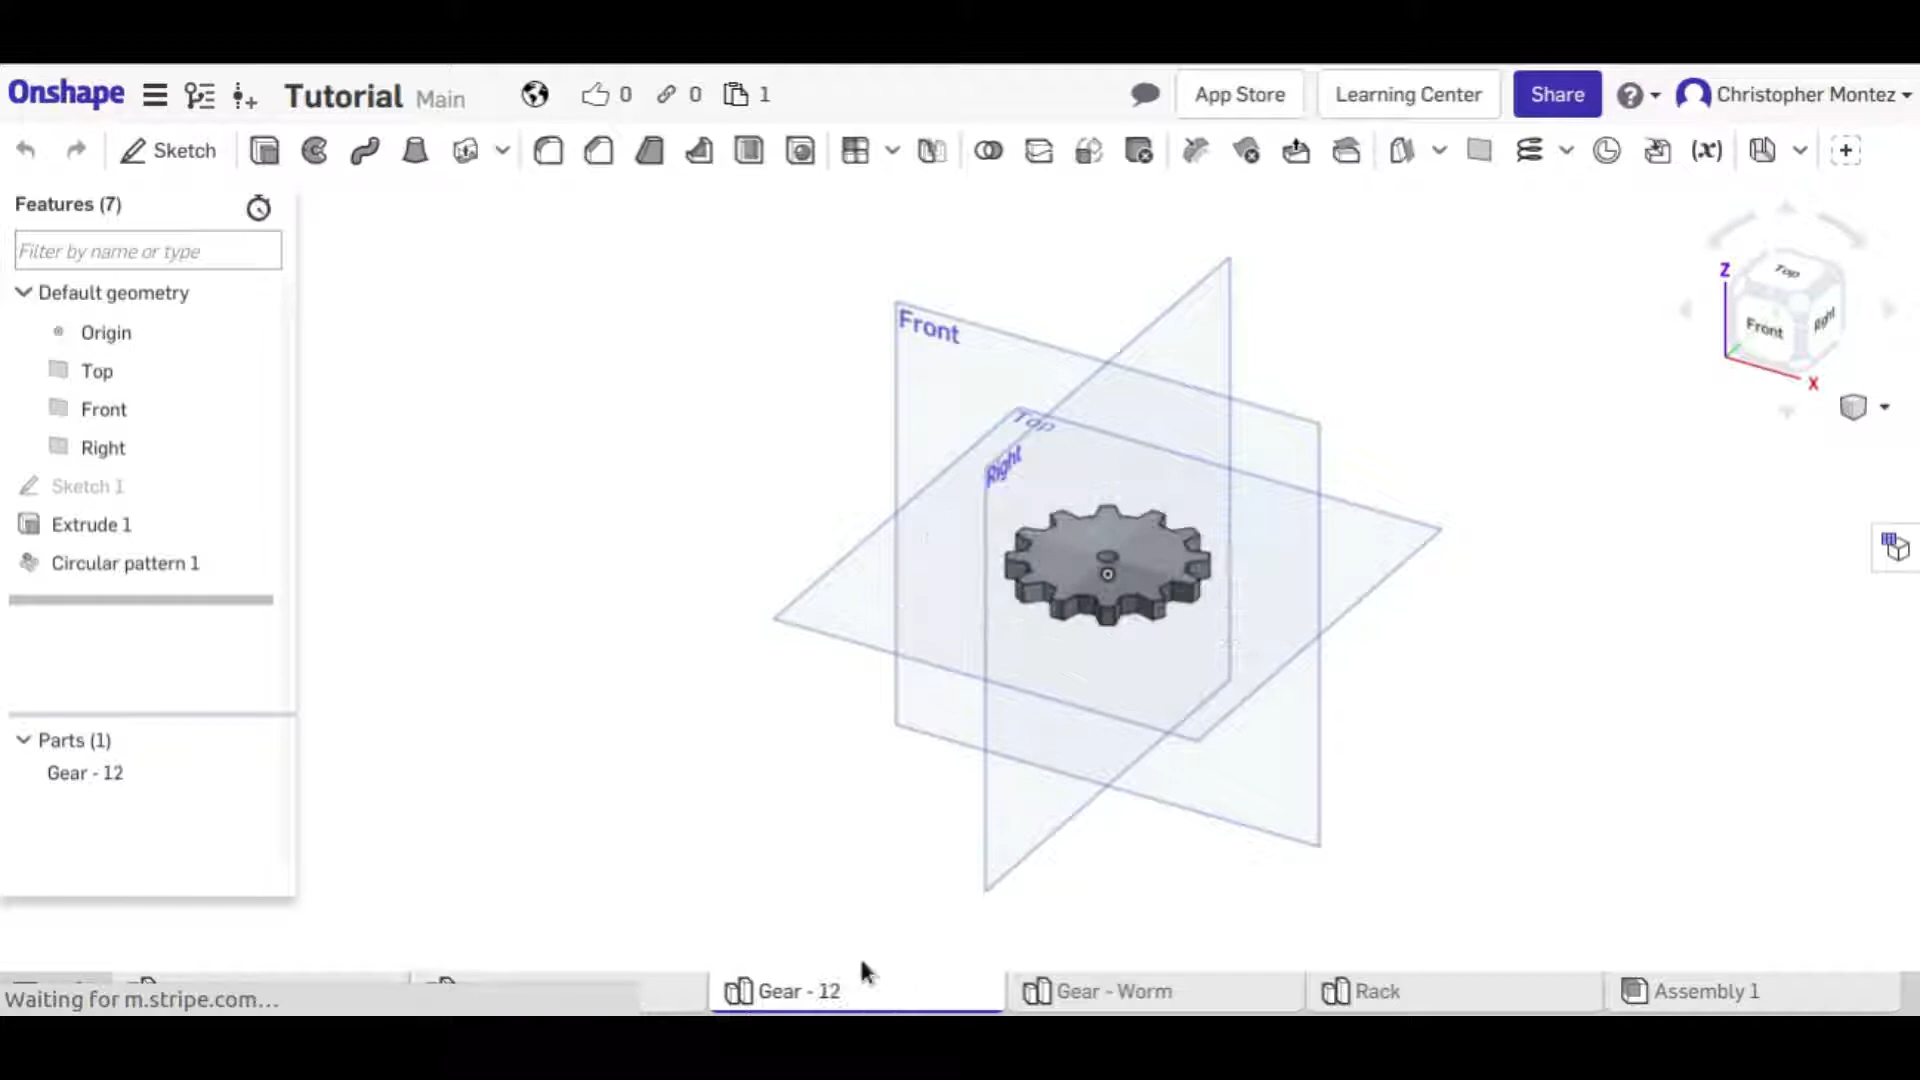 Onshape Tutorial Main 0 0 1 App Store Learning Center Share Christopher Montez
Sketch (x)
Features (7)
Filter by name or type
Default geometry
Origin
Top
Front
Right
Sketch 1
Extrude 1
Circular pattern 1
Parts (1)
Gear - 12
Front
Top
Right
Z
Top
Front
Right
X
Waiting for m.stripe.com...
Gear - 12
Gear - Worm
Rack
Assembly 1